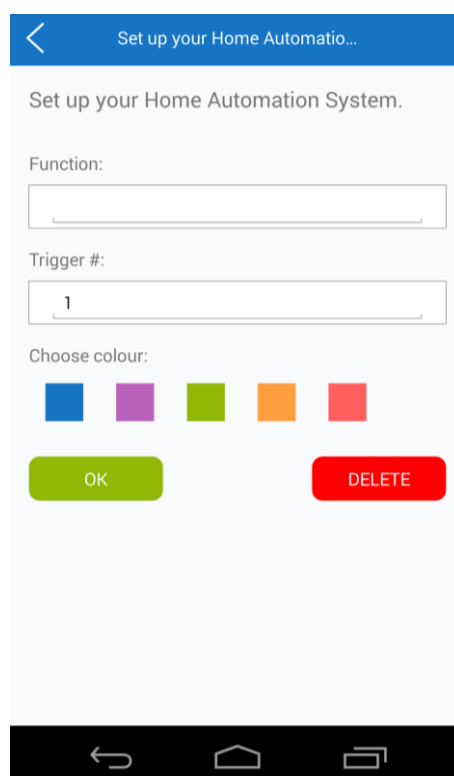 Set up your Home Automatio...
Set up your Home Automation System.
Function:
Trigger #:
1
Choose colour:
OK
DELETE